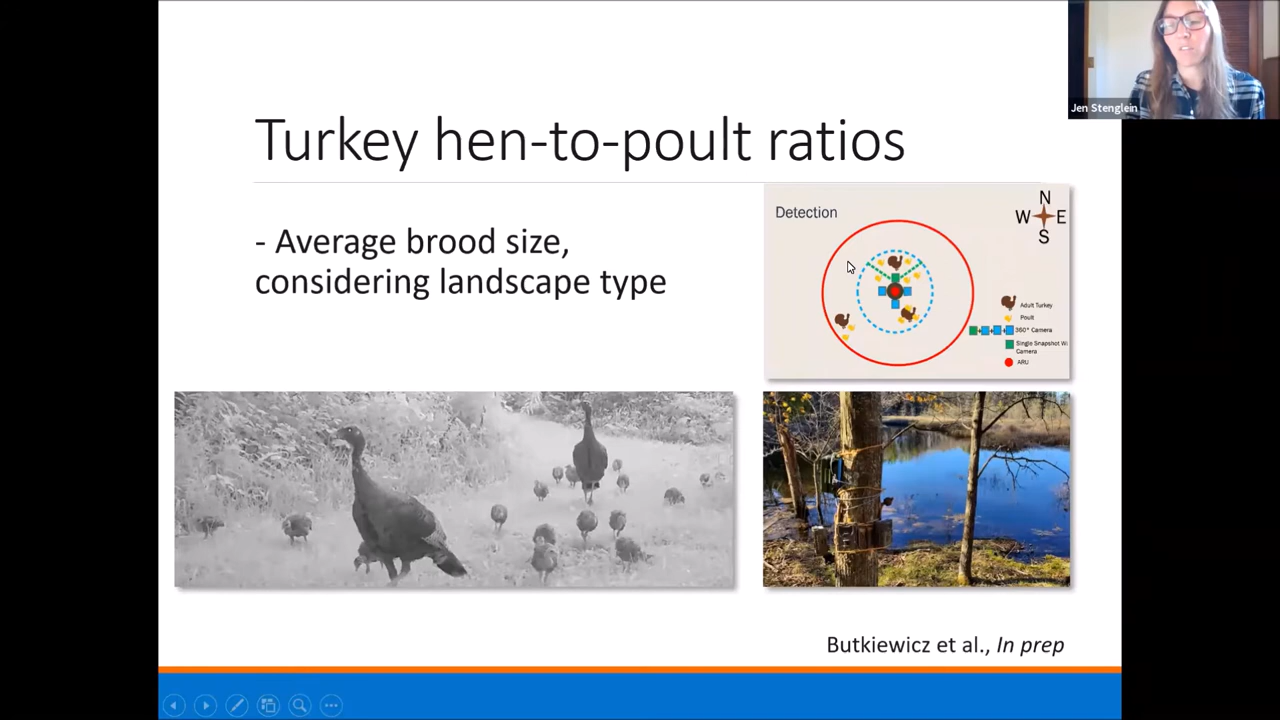 Jen Stenglein
Turkey hen-to-poult ratios
- Average brood size,
considering landscape type
Detection
N
W E
S
Adult Turkey
Poult
360° Camera
Single Snapshot Wi
Camera
ARU
Butkiewicz et al., In prep